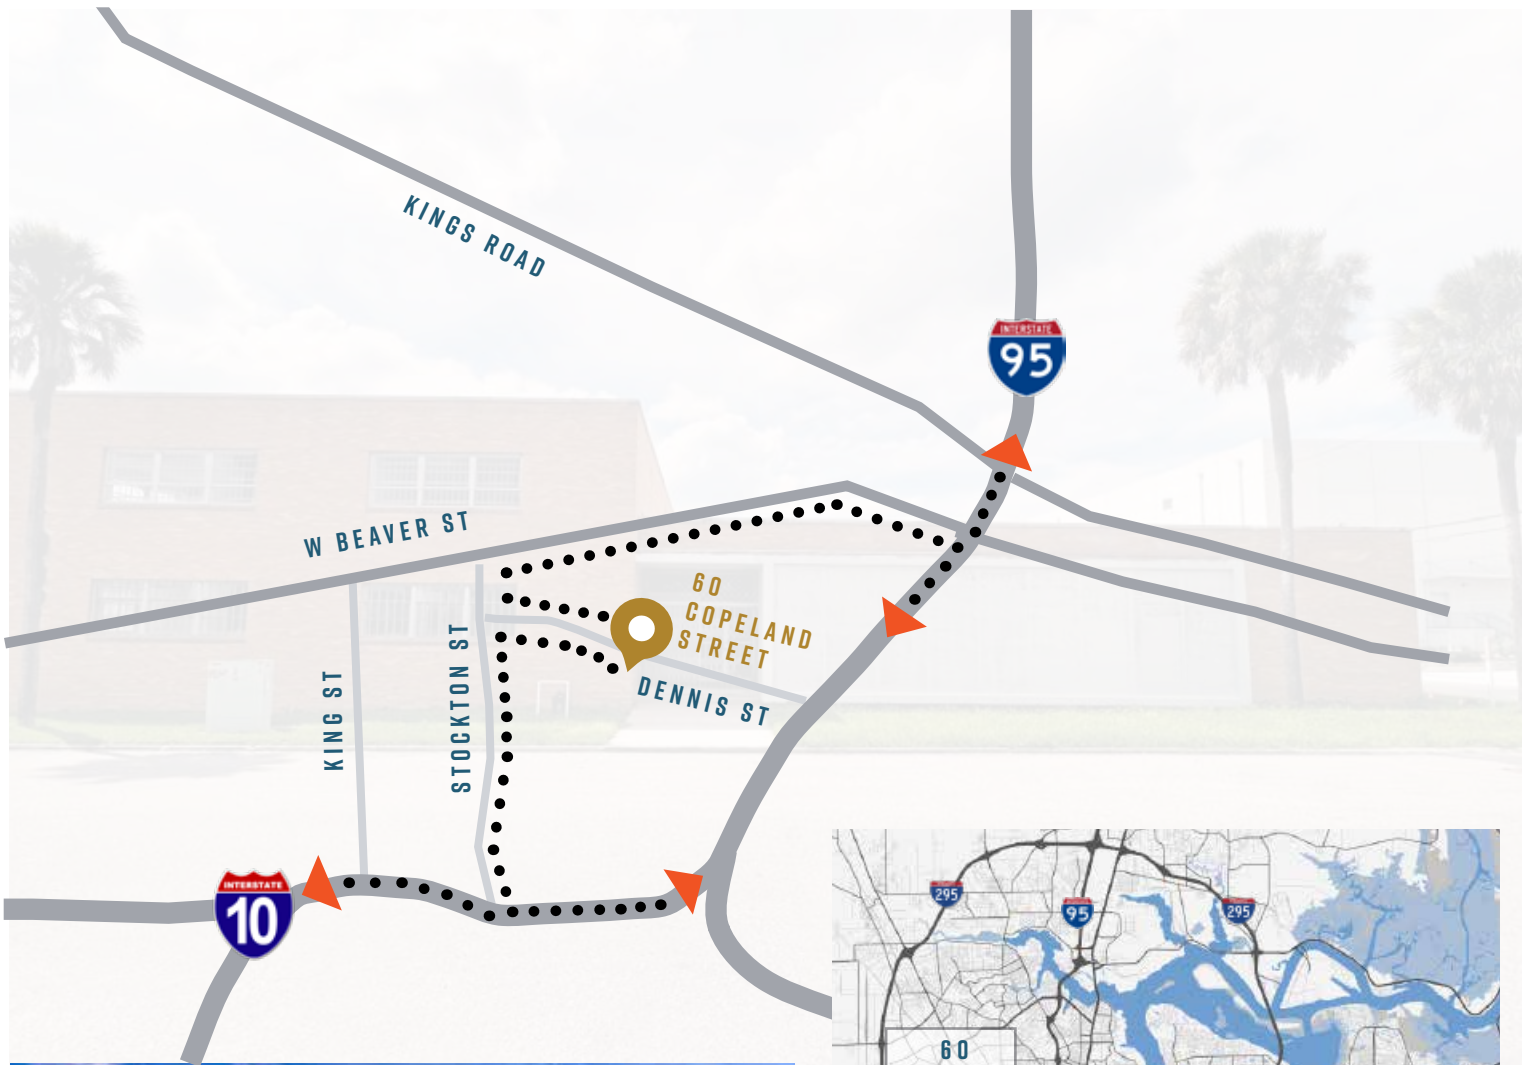 KINGS ROAD
INTERSTATE
95
W BEAVER ST
60
COPELAND
STREET
KING ST
STOCKTON ST
DENNIS ST
INTERSTATE
10
295
95
295
60